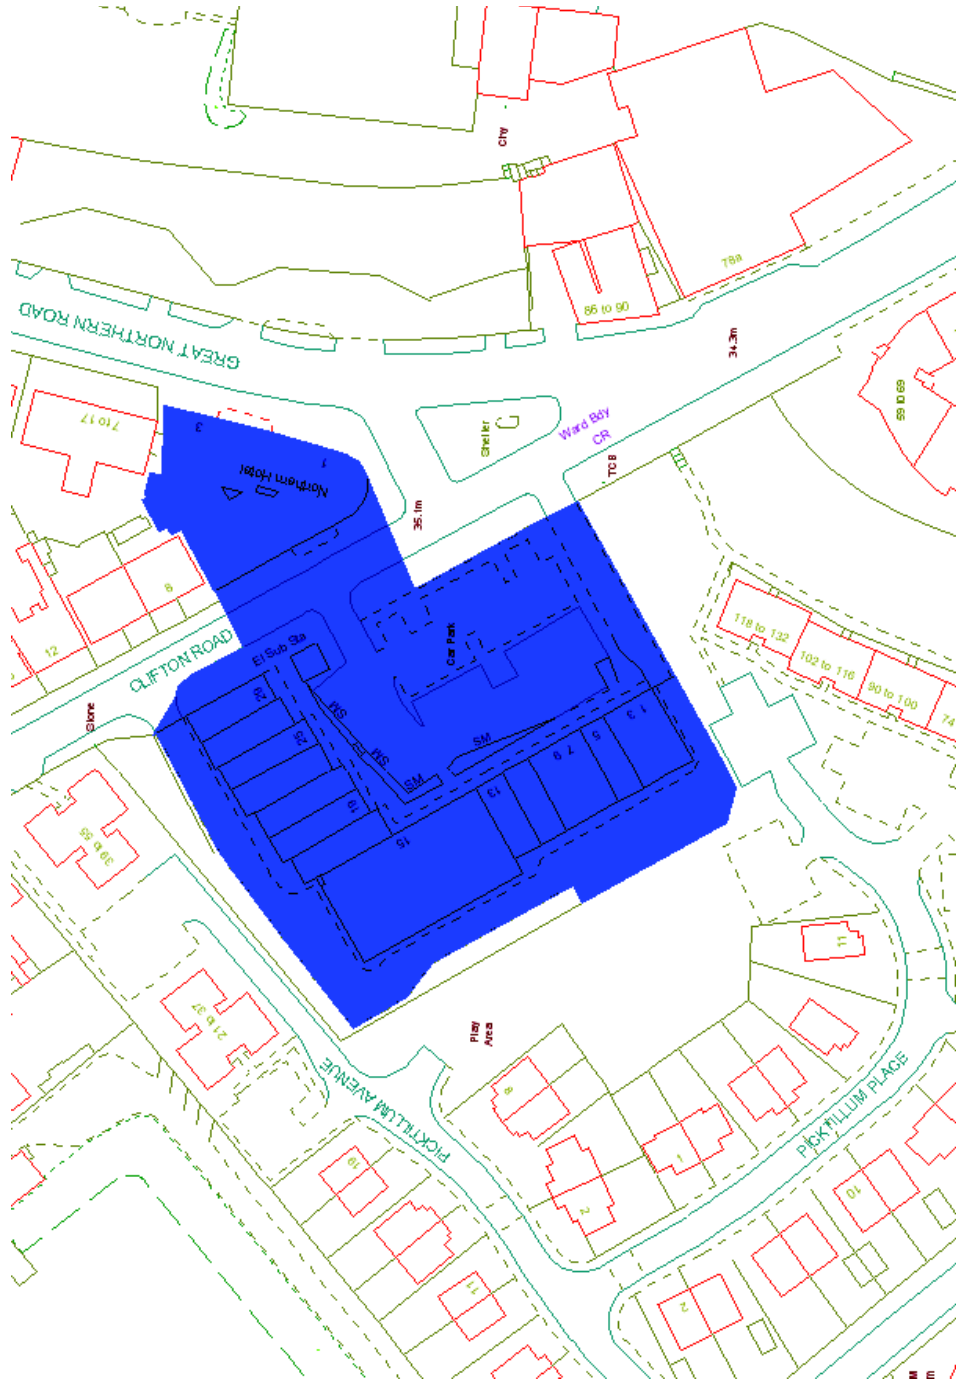 Chy
78a
86 to 90
GREAT NORTHERN ROAD
34.3m
59 to 69
7 to 17
3
1
Northern Hotel
Shelter
Ward Bdy
CR
TCB
35.1m
8
12
CLIFTON ROAD
El Sub Sta
Car Park
118 to 132
102 to 116
90 to 100
74
Stone
29
25
19
15
13
7 9
5
1 3
SM
SM
SM
SM
39 to 55
21 to 37
11
Play
Area
PICKTILLUM AVENUE
PICKTILLUM PLACE
8
1
2
19
11
10
2
M
m